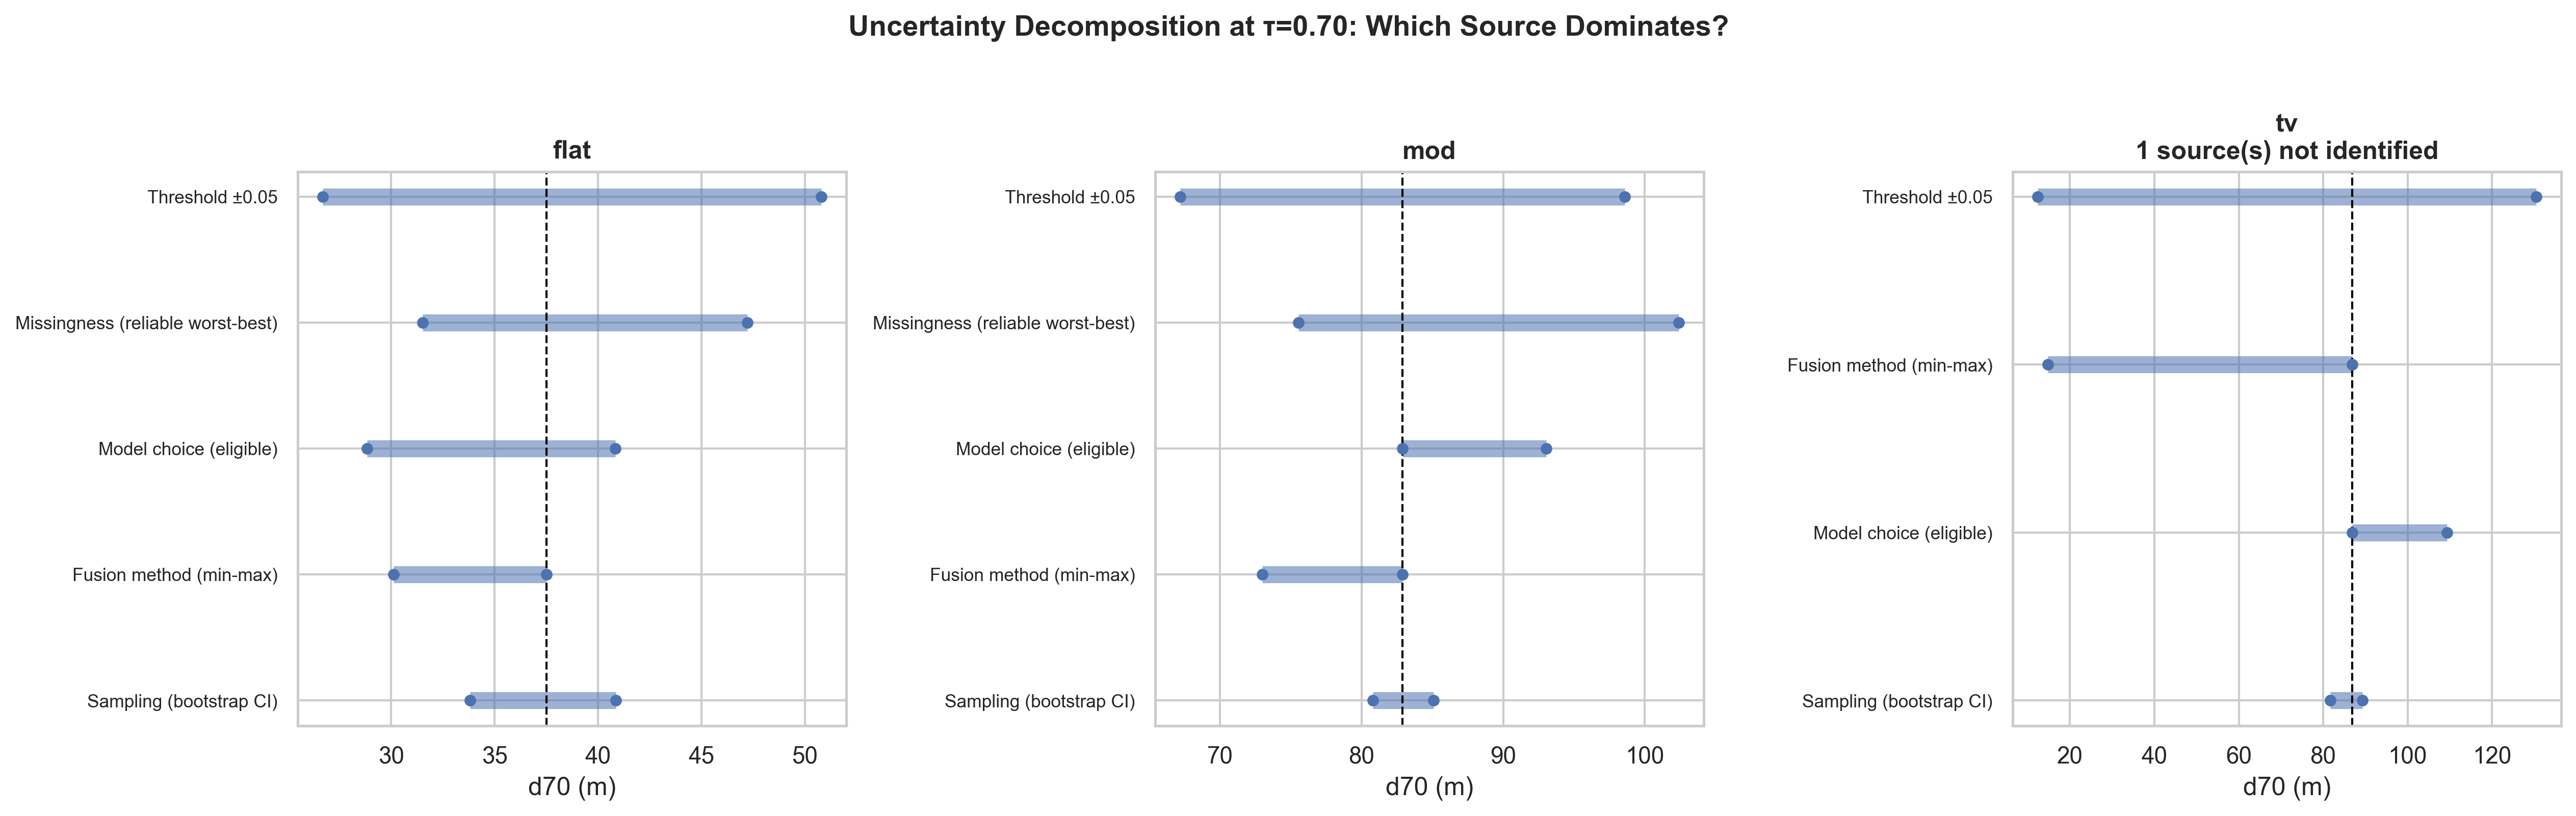 Uncertainty Decomposition at τ=0.70: Which Source Dominates?
flat
Threshold ±0.05
Missingness (reliable worst-best)
Model choice (eligible)
Fusion method (min-max)
Sampling (bootstrap CI)
30 35 40 45 50
d70 (m)
mod
Threshold ±0.05
Missingness (reliable worst-best)
Model choice (eligible)
Fusion method (min-max)
Sampling (bootstrap CI)
70 80 90 100
d70 (m)
tv
1 source(s) not identified
Threshold ±0.05
Fusion method (min-max)
Model choice (eligible)
Sampling (bootstrap CI)
20 40 60 80 100 120
d70 (m)